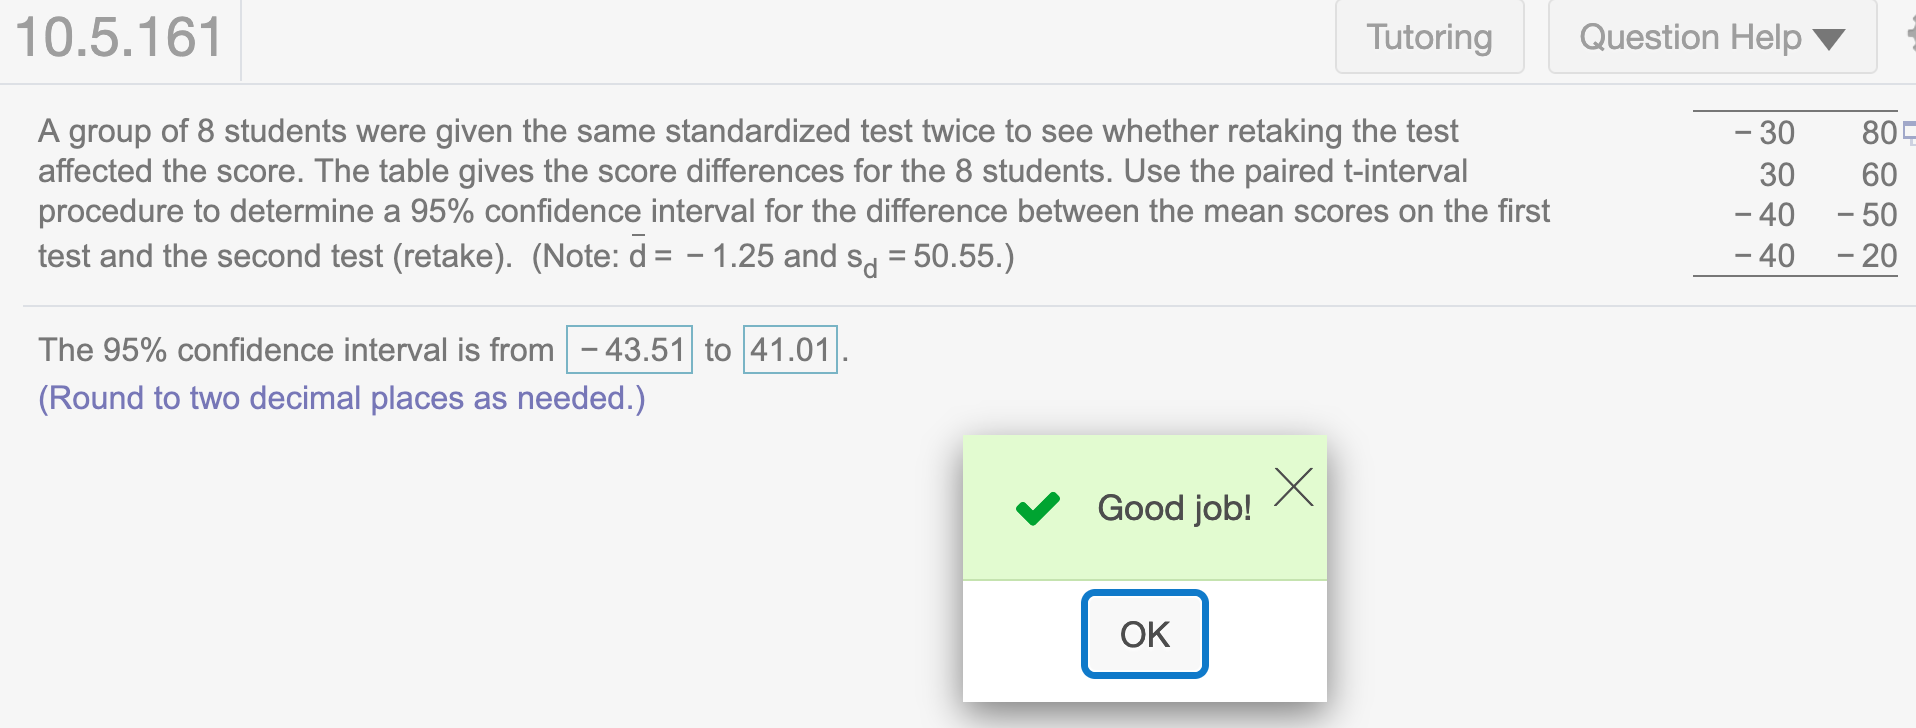 10.5.161
Tutoring
Question Help
A group of 8 students were given the same standardized test twice to see whether retaking the test
affected the score. The table gives the score differences for the 8 students. Use the paired t-interval
procedure to determine a 95% confidence interval for the difference between the mean scores on the first
test and the second test (retake). (Note: d̅ = − 1.25 and s_d = 50.55.)
− 30 80
30 60
− 40 − 50
− 40 − 20
The 95% confidence interval is from − 43.51 to 41.01 .
(Round to two decimal places as needed.)
Good job!
OK